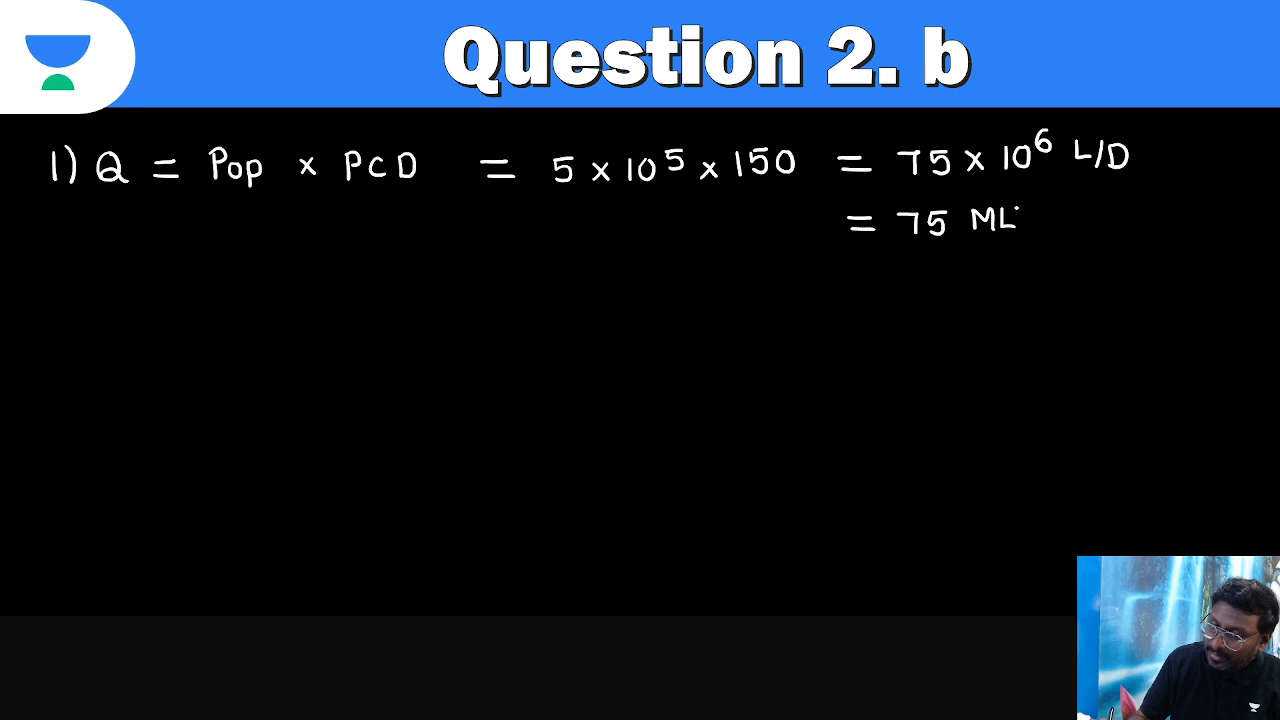 Question 2. b
1) Q = Pop × PCD = 5 × 10⁵ × 150 = 75 × 10⁶ L/D
= 75 ML